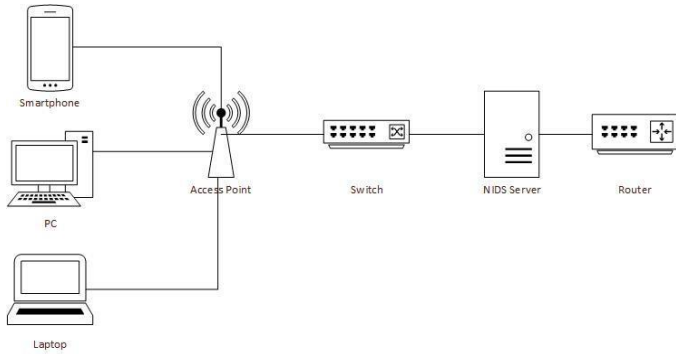 Smartphone
PC
Laptop
Access Point
Switch
NIDS Server
Router